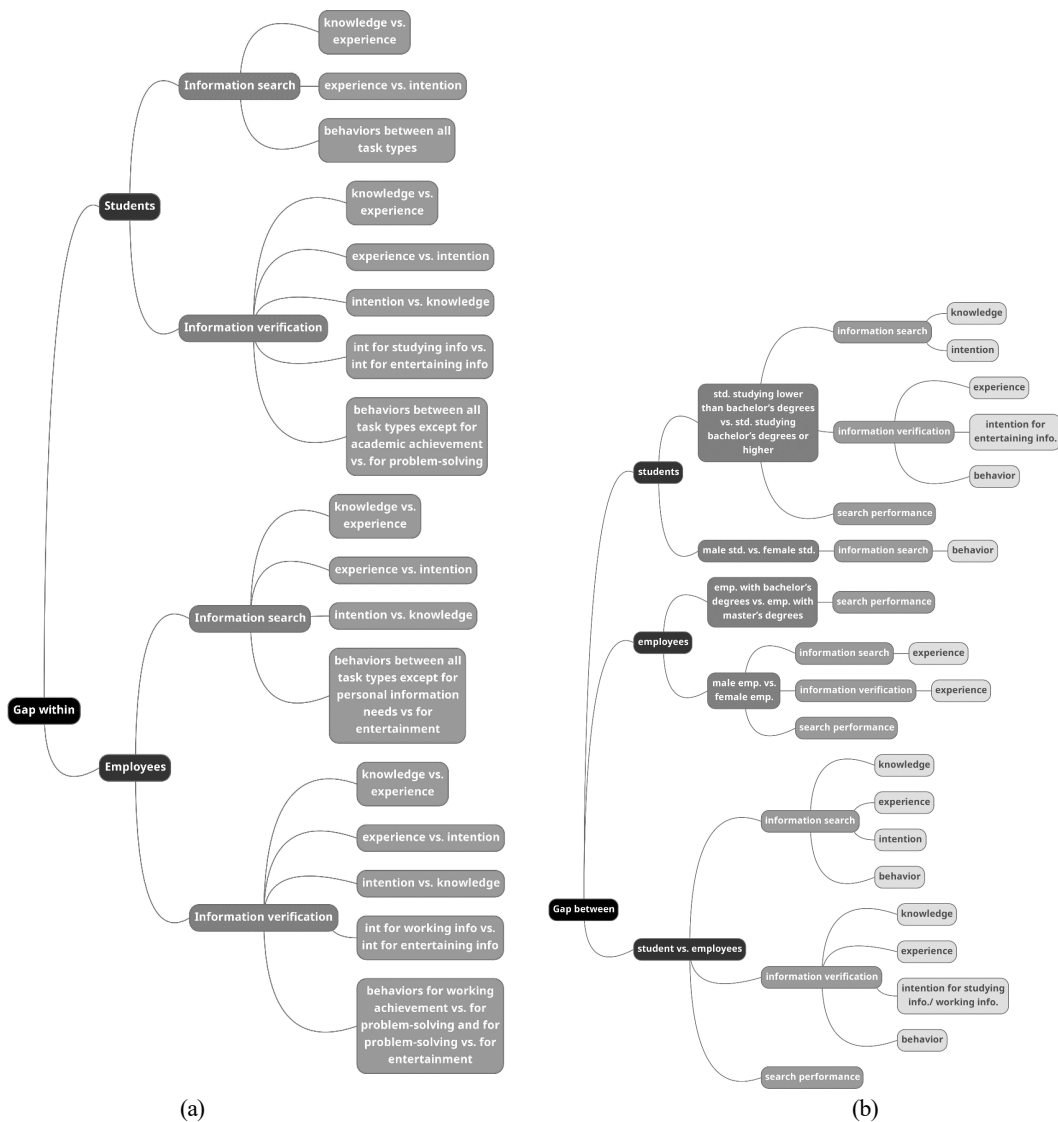 Gap within
Students
Information search
knowledge vs.
experience
experience vs. intention
behaviors between all
task types
Information verification
knowledge vs.
experience
experience vs. intention
intention vs. knowledge
int for studying info vs.
int for entertaining info
behaviors between all
task types except for
academic achievement
vs. for problem-solving
Employees
Information search
knowledge vs.
experience
experience vs. intention
intention vs. knowledge
behaviors between all
task types except for
personal information
needs vs for
entertainment
Information verification
knowledge vs.
experience
experience vs. intention
intention vs. knowledge
int for working info vs.
int for entertaining info
behaviors for working
achievement vs. for
problem-solving and for
problem-solving vs. for
entertainment
(a)
Gap between
students
std. studying lower
than bachelor's degrees
vs. std. studying
bachelor's degrees or
higher
information search
knowledge
intention
information verification
experience
intention for
entertaining info.
behavior
search performance
male std. vs. female std.
information search
behavior
employees
emp. with bachelor's
degrees vs. emp. with
master's degrees
search performance
male emp. vs.
female emp.
information search
experience
information verification
experience
search performance
student vs. employees
information search
knowledge
experience
intention
behavior
information verification
knowledge
experience
intention for studying
info./ working info.
behavior
search performance
(b)